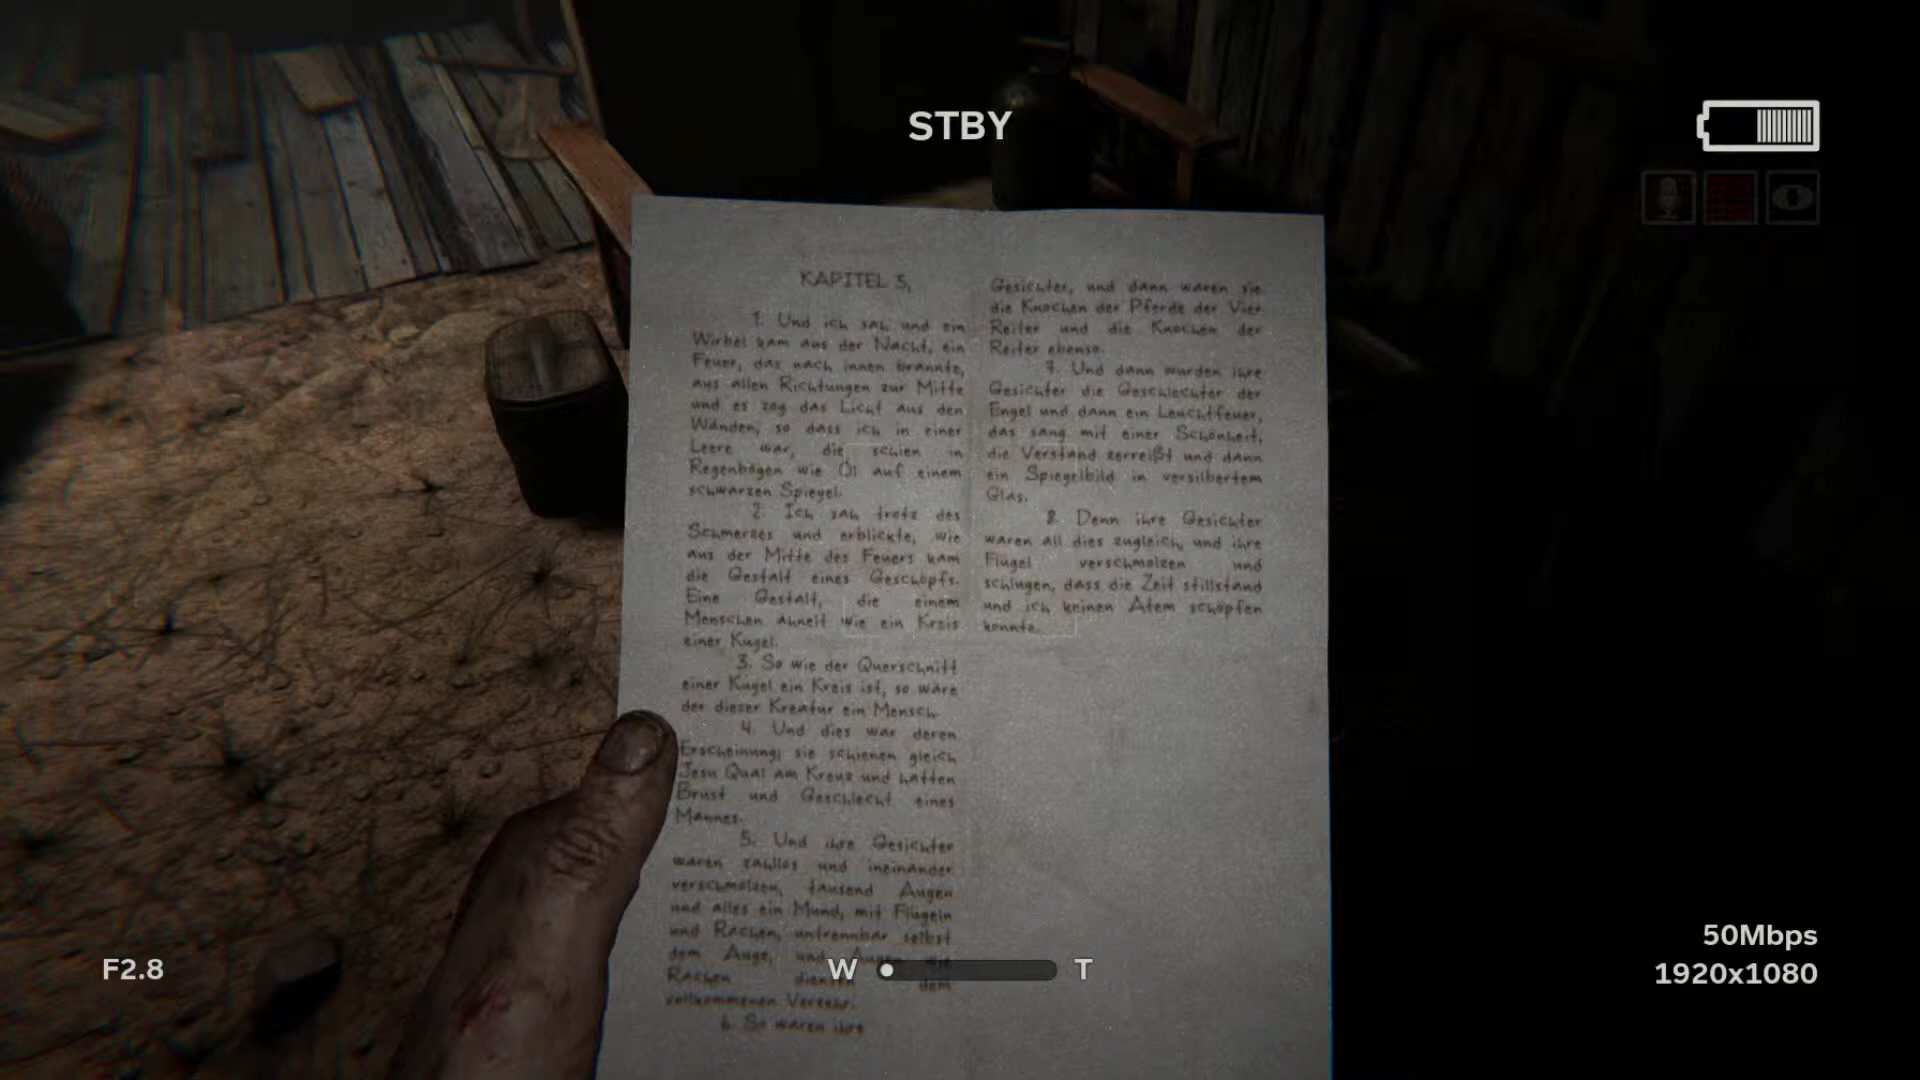 STBY
KAPITEL 5,
1. Und ich sah und ein
Wirbel kam aus der Nacht, ein
Feuer, das nach innen brannte,
aus allen Richtungen zur Mitte
und es zog das Licht aus den
Wänden, so dass ich in einer
Leere war, die schien in
Regenbögen wie Öl auf einem
schwarzen Spiegel.
2. Ich sah trotz des
Schmerzes und erblickte, wie
aus der Mitte des Feuers kam
die Gestalt eines Geschöpfs.
Eine Gestalt, die einem
Menschen ähnelt wie ein Kreis
einer Kugel.
3. So wie der Querschnitt
einer Kugel ein Kreis ist, so wäre
der dieser Kreatur ein Mensch.
4. Und dies war deren
Erscheinung; sie schienen gleich
Jesu Qual am Kreuz und hatten
Brust und Geschlecht eines
Mannes.
5. Und ihre Gesichter
waren zahllos und ineinander
verschmolzen, tausend Augen
und alles ein Mund, mit Flügeln
und Rachen, untrennbar selbst
dem Auge, und Augen wie
Rachen dienten dem
vollkommenen Verzehr.
6. So waren ihre
Gesichter, und dann waren sie
die Knochen der Pferde der Vier
Reiter und die Knochen der
Reiter ebenso.
7. Und dann wurden ihre
Gesichter die Geschlechter der
Engel und dann ein Leuchtfeuer,
das sang mit einer Schönheit,
die Verstand zerreißt und dann
ein Spiegelbild in versilbertem
Glas.
8. Denn ihre Gesichter
waren all dies zugleich, und ihre
Flügel verschmolzen und
schlugen, dass die Zeit stillstand
und ich keinen Atem schöpfen
konnte.
F2.8
W T
50Mbps
1920x1080